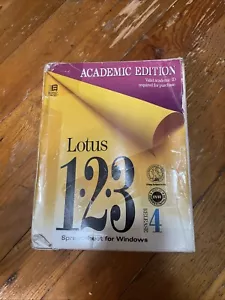 ACADEMIC EDITION
Valid academic ID
required for purchase
Lotus
1·2·3
RELEASE 4
Spreadsheet for Windows